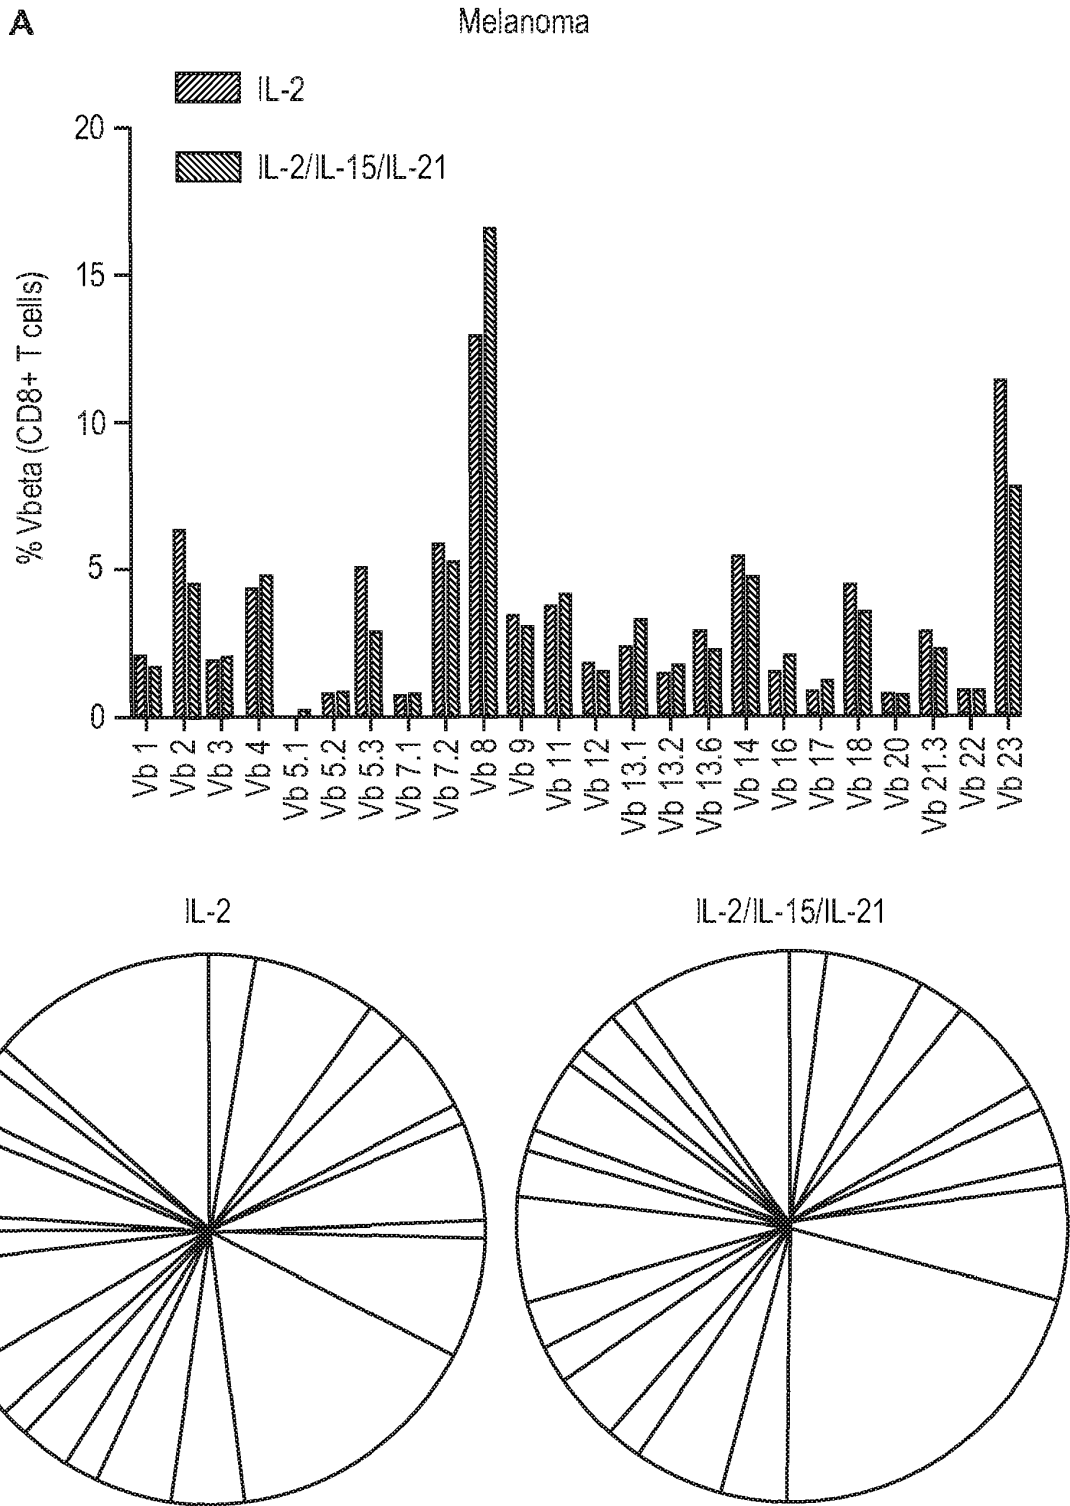 A
Melanoma
IL-2
IL-2/IL-15/IL-21
% Vbeta (CD8+ T cells)
20
15
10
5
0
Vb 1
Vb 2
Vb 3
Vb 4
Vb 5.1
Vb 5.2
Vb 5.3
Vb 7.1
Vb 7.2
Vb 8
Vb 9
Vb 11
Vb 12
Vb 13.1
Vb 13.2
Vb 13.6
Vb 14
Vb 16
Vb 17
Vb 18
Vb 20
Vb 21.3
Vb 22
Vb 23
IL-2
IL-2/IL-15/IL-21